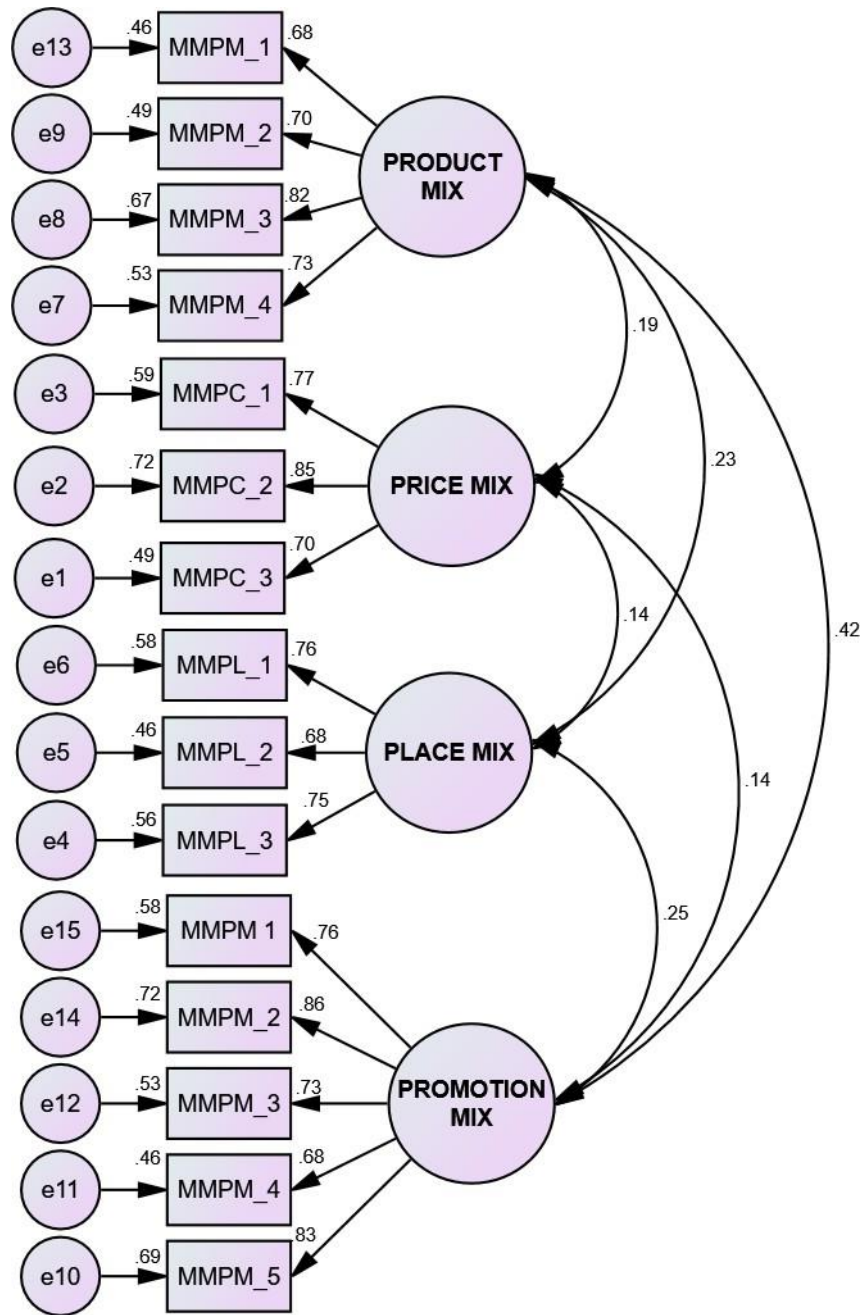 e13 .46 MMPM_1 .68
e9 .49 MMPM_2 .70
e8 .67 MMPM_3 .82
e7 .53 MMPM_4 .73
PRODUCT
MIX
.19
e3 .59 MMPC_1 .77
e2 .72 MMPC_2 .85
e1 .49 MMPC_3 .70
PRICE MIX
.23
.14
.42
e6 .58 MMPL_1 .76
e5 .46 MMPL_2 .68
e4 .56 MMPL_3 .75
PLACE MIX
.14
.25
e15 .58 MMPM 1 .76
e14 .72 MMPM_2 .86
e12 .53 MMPM_3 .73
e11 .46 MMPM_4 .68
e10 .69 MMPM_5 .83
PROMOTION
MIX